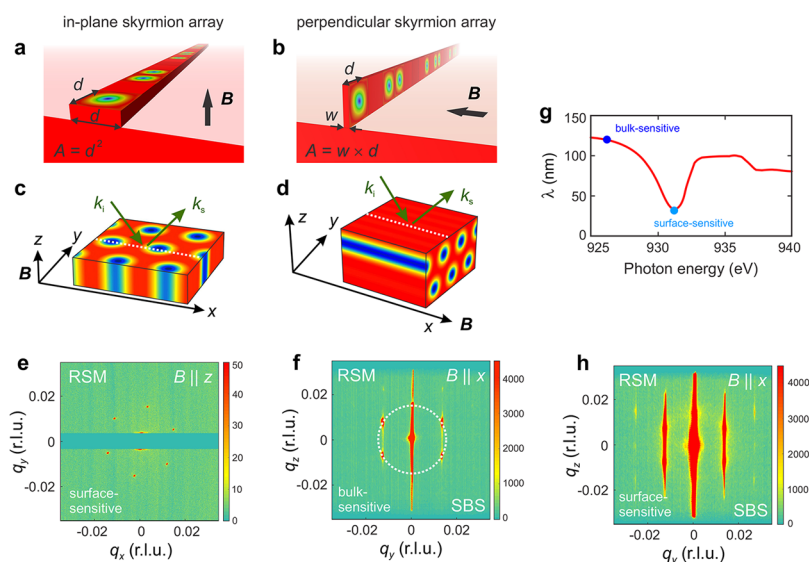 in-plane skyrmion array
perpendicular skyrmion array
a
d
d
B
A = d²
b
d
w
B
A = w × d
g
λ (nm)
150
100
50
0
bulk-sensitive
surface-sensitive
925 930 935 940
Photon energy (eV)
c
kᵢ
kₛ
z
y
B
x
d
kᵢ
kₛ
z
y
x
B
e
RSM
B || z
surface-
sensitive
q_y (r.l.u.)
0.02
0
-0.02
-0.02 0 0.02
q_x (r.l.u.)
50
40
30
20
10
0
f
RSM
B || x
bulk-
sensitive
SBS
q_z (r.l.u.)
0.02
0
-0.02
-0.02 0 0.02
q_y (r.l.u.)
4000
3000
2000
1000
0
h
RSM
B || x
surface-
sensitive
SBS
q_z (r.l.u.)
0.02
0
-0.02
-0.02 0 0.02
q_y (r.l.u.)
4000
3000
2000
1000
0